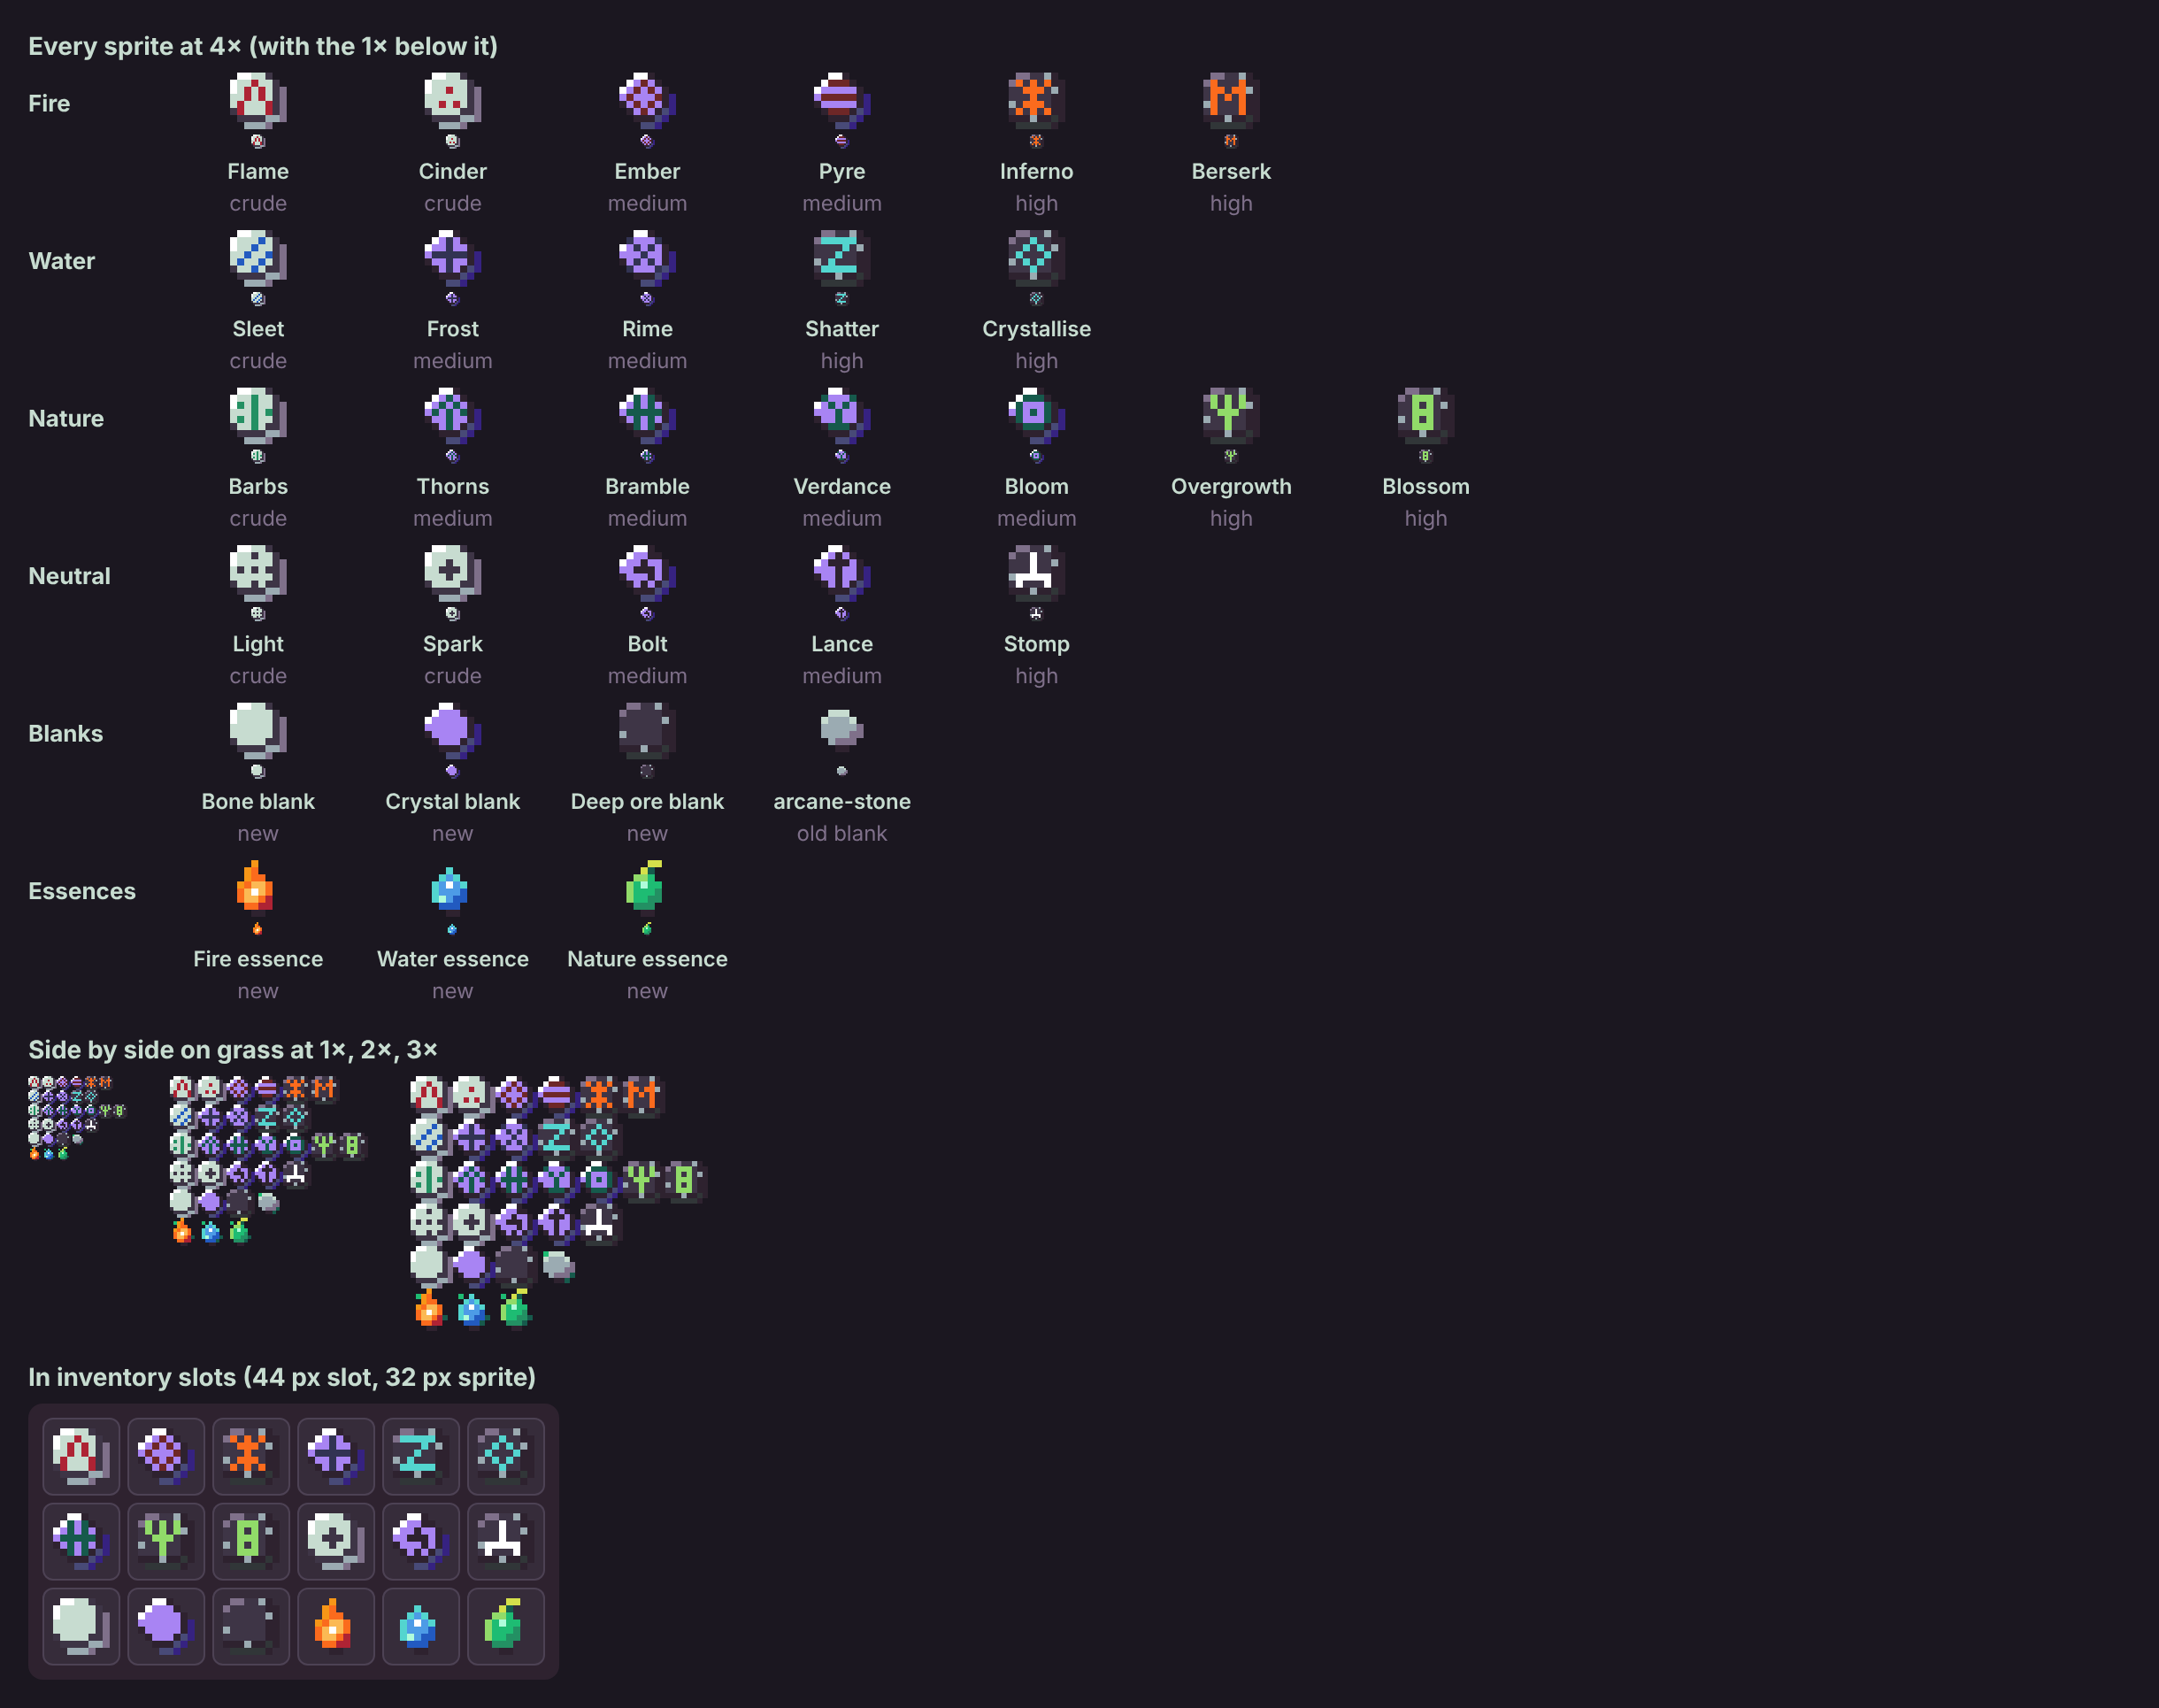 Every sprite at 4× (with the 1× below it)
Fire
Flame Cinder Ember Pyre Inferno Berserk
crude crude medium medium high high
Water
Sleet Frost Rime Shatter Crystallise
crude medium medium high high
Nature
Barbs Thorns Bramble Verdance Bloom Overgrowth Blossom
crude medium medium medium medium high high
Neutral
Light Spark Bolt Lance Stomp
crude crude medium medium high
Blanks
Bone blank Crystal blank Deep ore blank arcane-stone
new new new old blank
Essences
Fire essence Water essence Nature essence
new new new
Side by side on grass at 1×, 2×, 3×
In inventory slots (44 px slot, 32 px sprite)